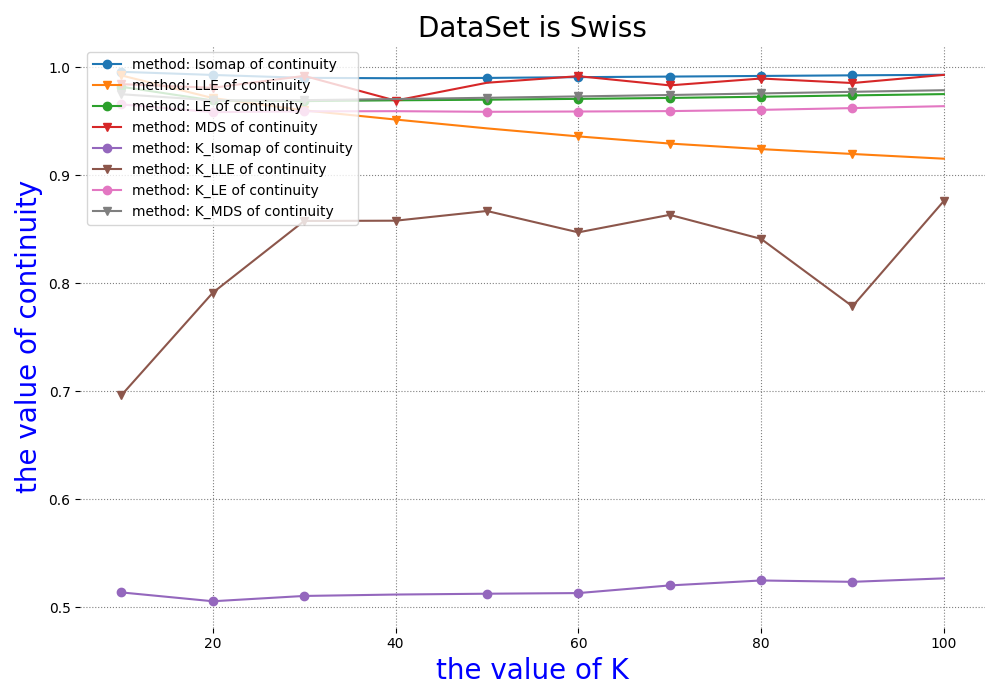 DataSet is Swiss
method: Isomap of continuity
method: LLE of continuity
method: LE of continuity
method: MDS of continuity
method: K_Isomap of continuity
method: K_LLE of continuity
method: K_LE of continuity
method: K_MDS of continuity
the value of continuity
1.0
0.9
0.8
0.7
0.6
0.5
20 40 60 80 100
the value of K